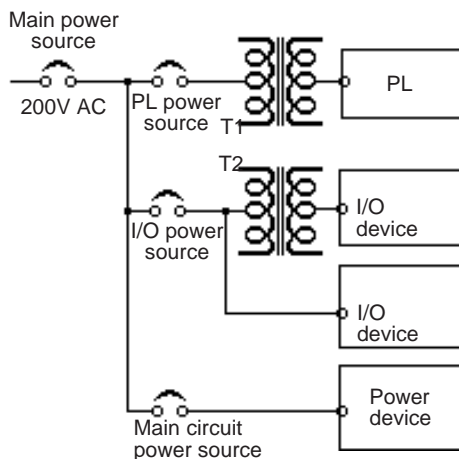 Main power
source
200V AC
PL power
source
T1
PL
T2
I/O power
source
I/O
device
I/O
device
Main circuit
power source
Power
device